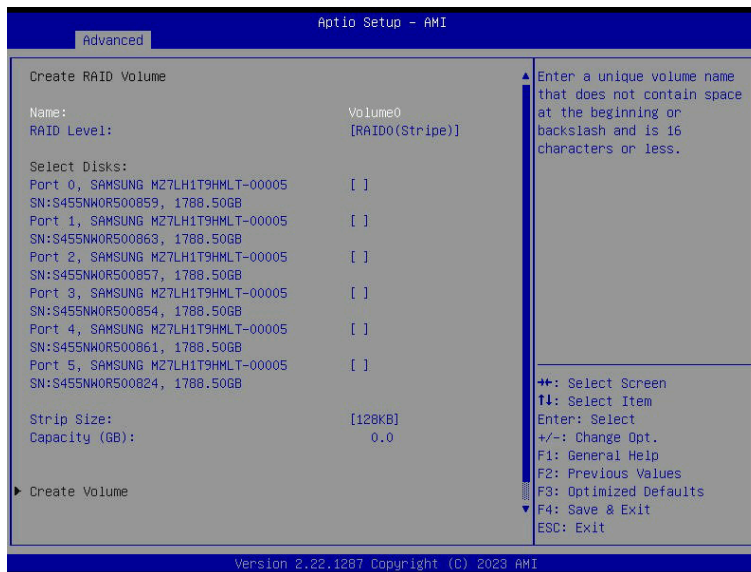 Aptio Setup - AMI
Advanced
Create RAID Volume
Name: Volume0
RAID Level: [RAID0(Stripe)]
Select Disks:
Port 0, SAMSUNG MZ7LH1T9HMLT-00005 [ ]
SN:S455NW0R500859, 1788.50GB
Port 1, SAMSUNG MZ7LH1T9HMLT-00005 [ ]
SN:S455NW0R500863, 1788.50GB
Port 2, SAMSUNG MZ7LH1T9HMLT-00005 [ ]
SN:S455NW0R500857, 1788.50GB
Port 3, SAMSUNG MZ7LH1T9HMLT-00005 [ ]
SN:S455NW0R500854, 1788.50GB
Port 4, SAMSUNG MZ7LH1T9HMLT-00005 [ ]
SN:S455NW0R500861, 1788.50GB
Port 5, SAMSUNG MZ7LH1T9HMLT-00005 [ ]
SN:S455NW0R500824, 1788.50GB
Strip Size: [128KB]
Capacity (GB): 0.0
Create Volume
Enter a unique volume name
that does not contain space
at the beginning or
backslash and is 16
characters or less.
→←: Select Screen
↑↓: Select Item
Enter: Select
+/-: Change Opt.
F1: General Help
F2: Previous Values
F3: Optimized Defaults
F4: Save & Exit
ESC: Exit
Version 2.22.1287 Copyright (C) 2023 AMI